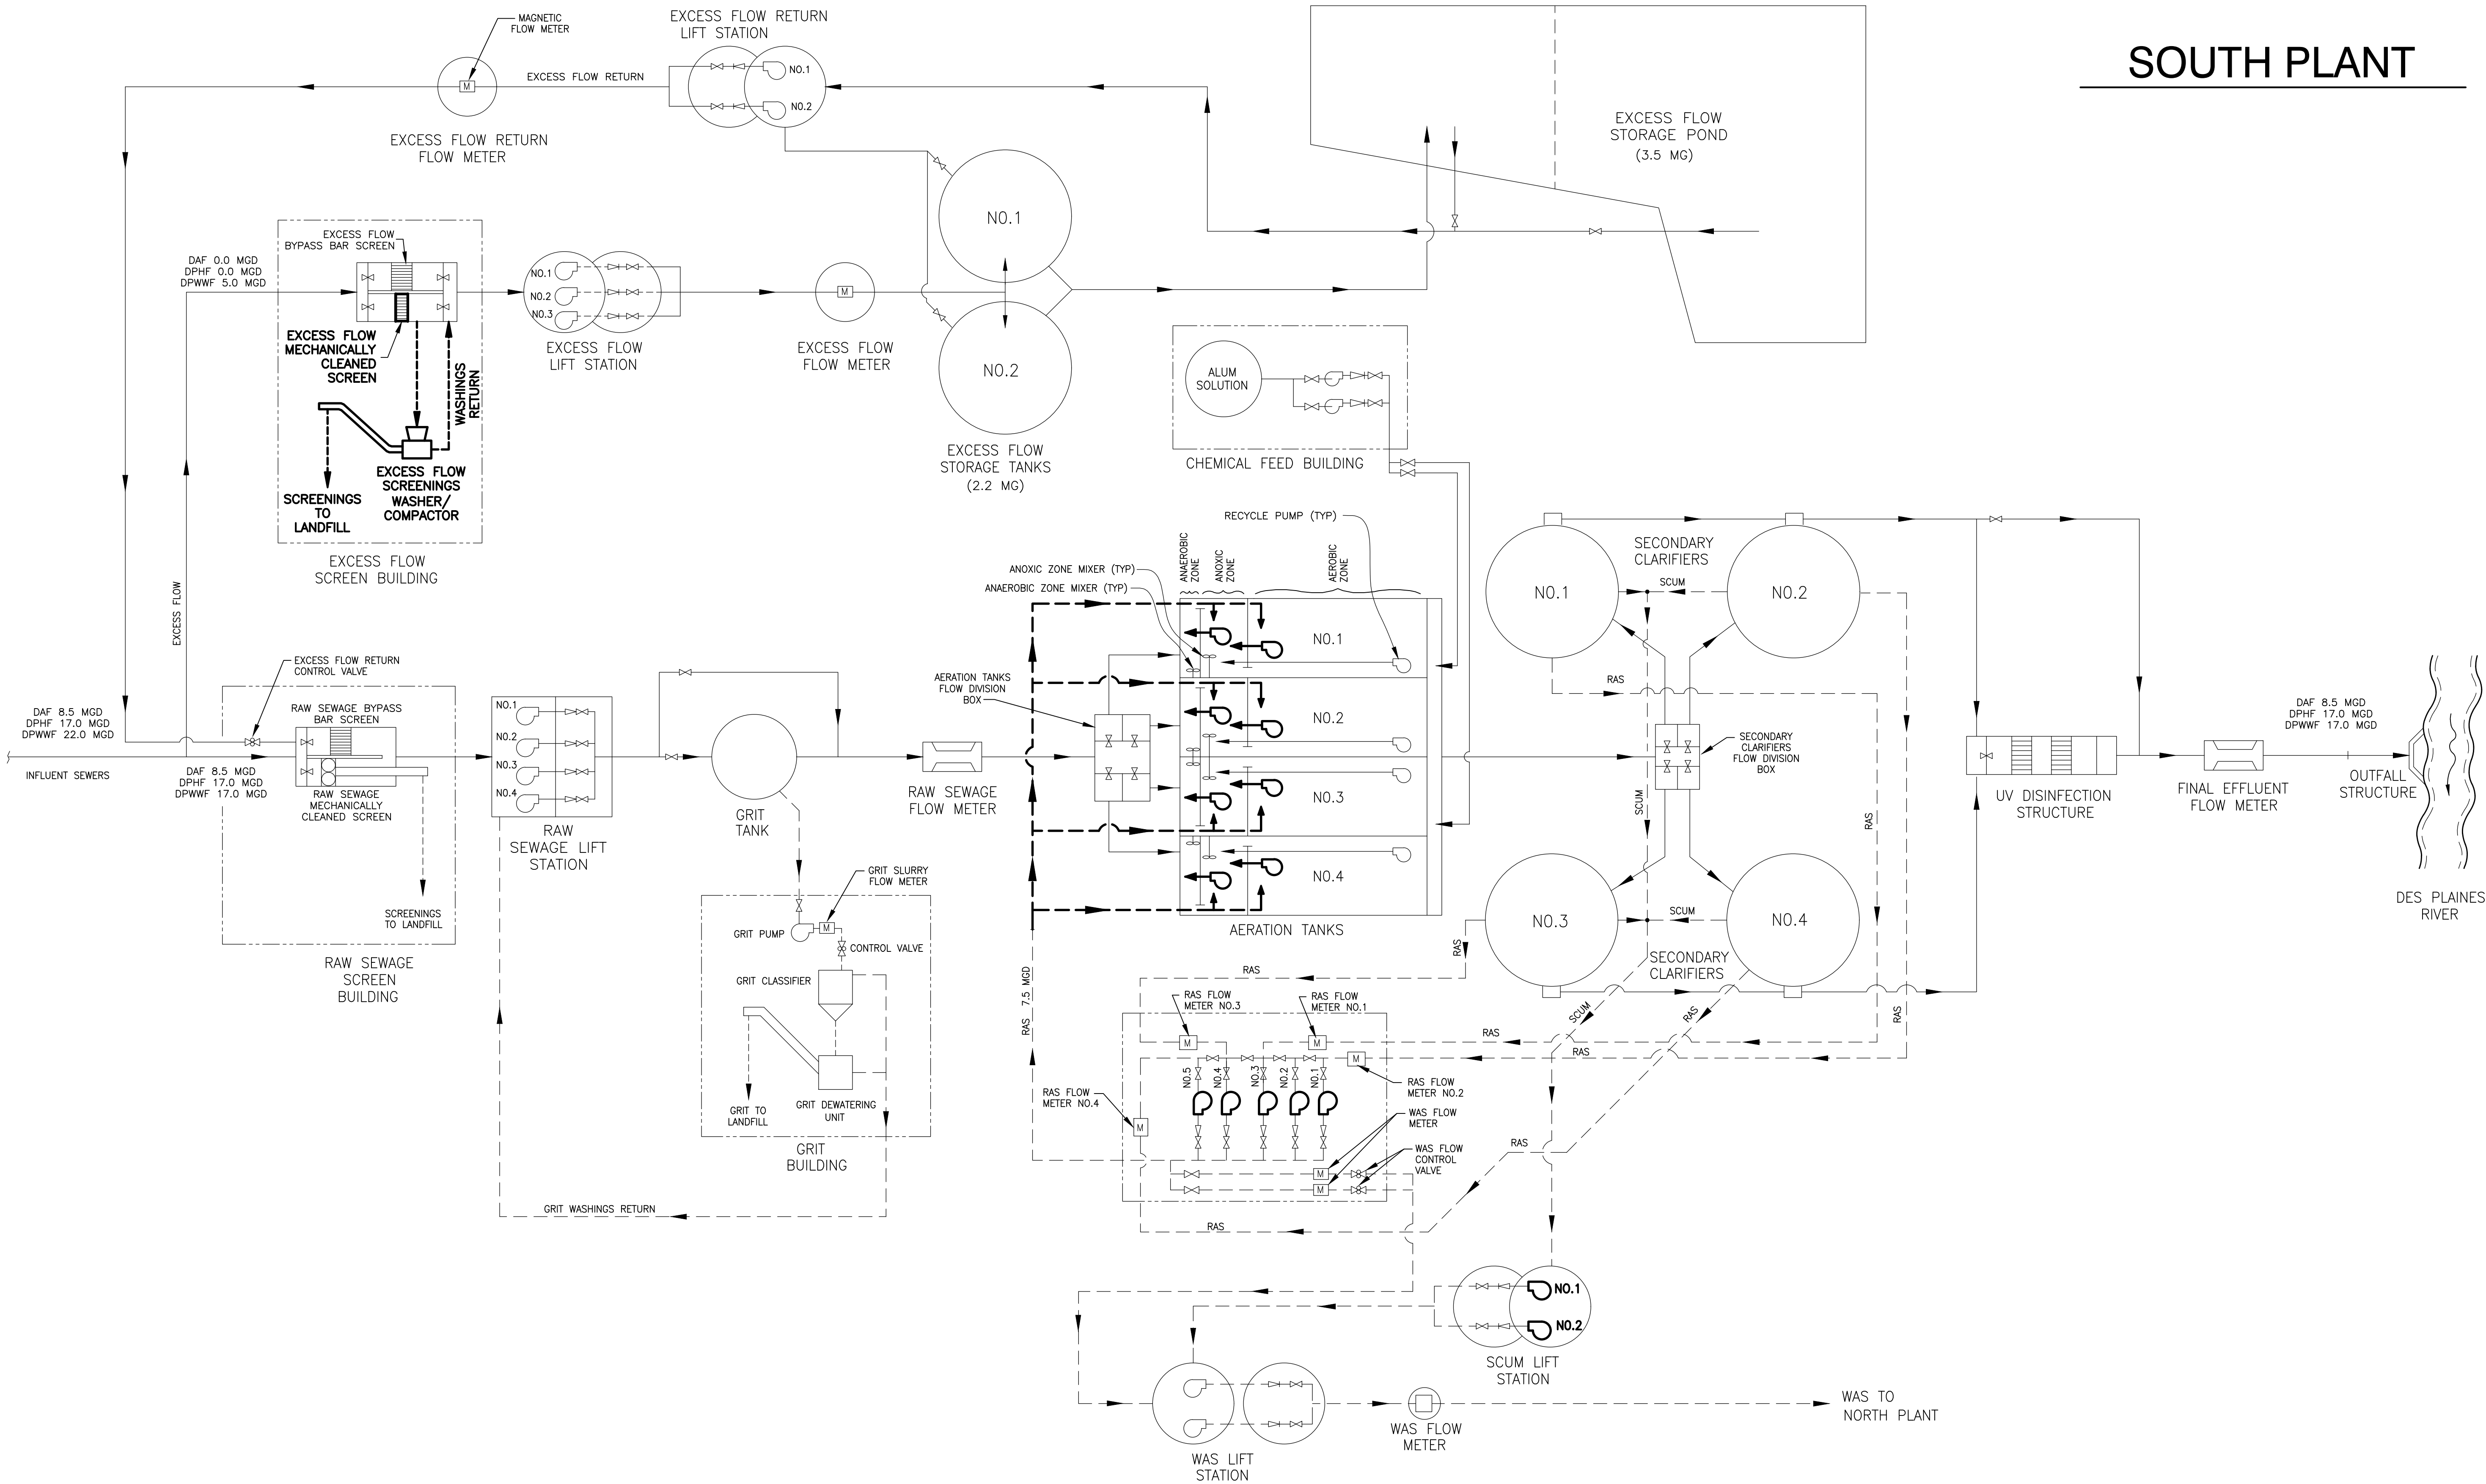 SOUTH PLANT
MAGNETIC
FLOW METER
M
EXCESS FLOW RETURN
FLOW METER
EXCESS FLOW RETURN
EXCESS FLOW RETURN
LIFT STATION
NO.1
NO.2
EXCESS FLOW
STORAGE POND
(3.5 MG)
DAF 0.0 MGD
DPHF 0.0 MGD
DPWWF 5.0 MGD
EXCESS FLOW
BYPASS BAR SCREEN
EXCESS FLOW
MECHANICALLY
CLEANED
SCREEN
WASHINGS
RETURN
EXCESS FLOW
SCREENINGS
WASHER/
COMPACTOR
SCREENINGS
TO
LANDFILL
EXCESS FLOW
SCREEN BUILDING
NO.1
NO.2
NO.3
EXCESS FLOW
LIFT STATION
M
EXCESS FLOW
FLOW METER
NO.1
NO.2
EXCESS FLOW
STORAGE TANKS
(2.2 MG)
ALUM
SOLUTION
CHEMICAL FEED BUILDING
EXCESS FLOW
DAF 8.5 MGD
DPHF 17.0 MGD
DPWWF 22.0 MGD
INFLUENT SEWERS
DAF 8.5 MGD
DPHF 17.0 MGD
DPWWF 17.0 MGD
EXCESS FLOW RETURN
CONTROL VALVE
RAW SEWAGE BYPASS
BAR SCREEN
RAW SEWAGE
MECHANICALLY
CLEANED SCREEN
SCREENINGS
TO LANDFILL
RAW SEWAGE
SCREEN
BUILDING
NO.1
NO.2
NO.3
NO.4
RAW
SEWAGE LIFT
STATION
GRIT
TANK
GRIT SLURRY
FLOW METER
GRIT PUMP
M
CONTROL VALVE
GRIT CLASSIFIER
GRIT TO
LANDFILL
GRIT DEWATERING
UNIT
GRIT
BUILDING
GRIT WASHINGS RETURN
RAW SEWAGE
FLOW METER
AERATION TANKS
FLOW DIVISION
BOX
RECYCLE PUMP (TYP)
ANOXIC ZONE MIXER (TYP)
ANAEROBIC ZONE MIXER (TYP)
ANAEROBIC
ZONE
ANOXIC
ZONE
AEROBIC
ZONE
NO.1
NO.2
NO.3
NO.4
AERATION TANKS
RAS 7.5 MGD
SECONDARY
CLARIFIERS
NO.1
NO.2
SCUM
RAS
SECONDARY
CLARIFIERS
FLOW DIVISION
BOX
SCUM
RAS
NO.3
NO.4
SCUM
SECONDARY
CLARIFIERS
RAS
RAS
SCUM
RAS
RAS
UV DISINFECTION
STRUCTURE
FINAL EFFLUENT
FLOW METER
DAF 8.5 MGD
DPHF 17.0 MGD
DPWWF 17.0 MGD
OUTFALL
STRUCTURE
DES PLAINES
RIVER
RAS FLOW
METER NO.3
RAS FLOW
METER NO.1
M
M
M
RAS
RAS
NO.5
NO.4
NO.3
NO.2
NO.1
RAS FLOW
METER NO.2
RAS FLOW
METER NO.4
M
WAS FLOW
METER
WAS FLOW
CONTROL
VALVE
M
M
RAS
RAS
NO.1
NO.2
SCUM LIFT
STATION
WAS LIFT
STATION
WAS FLOW
METER
WAS TO
NORTH PLANT